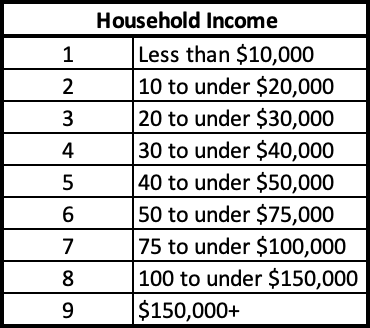 Household Income
1 Less than $10,000
2 10 to under $20,000
3 20 to under $30,000
4 30 to under $40,000
5 40 to under $50,000
6 50 to under $75,000
7 75 to under $100,000
8 100 to under $150,000
9 $150,000+